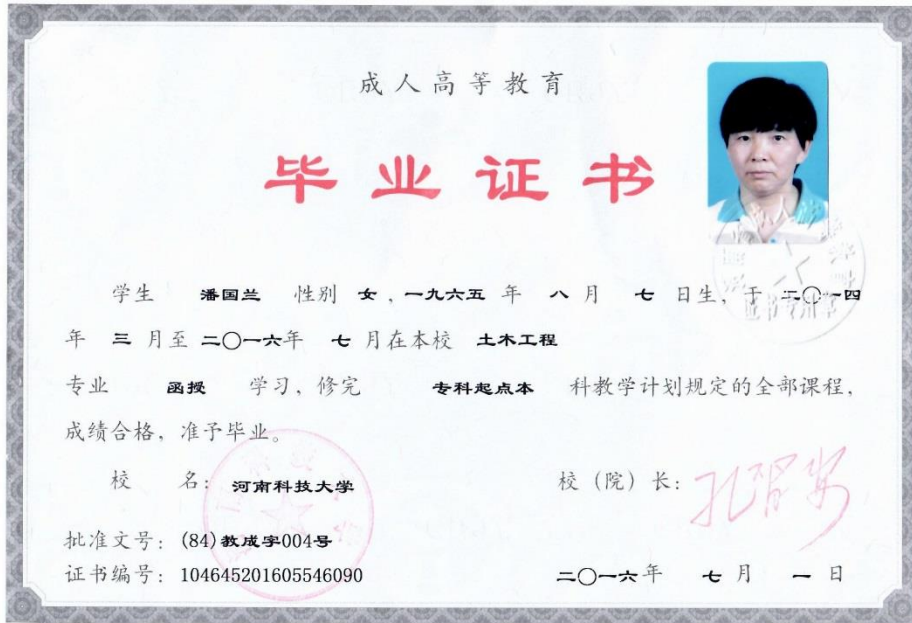 成人高等教育
毕业证书
学生 潘国兰 性别 女，一九六五 年 八 月 七 日生，于 二〇一四
年 三 月至 二〇一六年 七 月在本校 土木工程
专业 函授 学习，修完 专科起点本 科教学计划规定的全部课程，
成绩合格，准予毕业。
校 名：河南科技大学 校（院）长：
批准文号：(84)教成字004号
证书编号：104645201605546090 二〇一六年 七 月 一 日
证书专用章